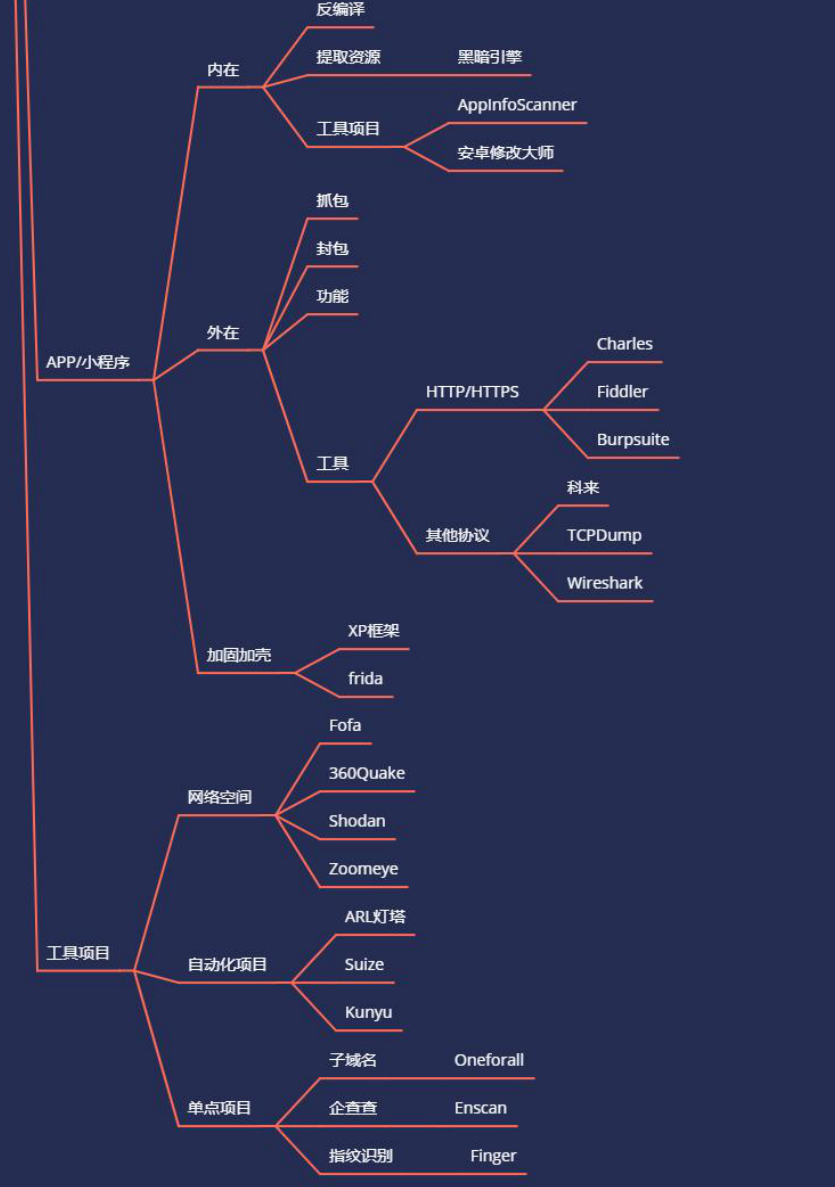 反编译
内在
提取资源 黑暗引擎
AppInfoScanner
工具项目
安卓修改大师
抓包
封包
功能
外在
Charles
APP/小程序
HTTP/HTTPS Fiddler
Burpsuite
工具
科来
其他协议 TCPDump
Wireshark
XP框架
加固加壳
frida
Fofa
360Quake
网络空间
Shodan
Zoomeye
ARL灯塔
工具项目
自动化项目 Suize
Kunyu
子域名 Oneforall
单点项目 企查查 Enscan
指纹识别 Finger